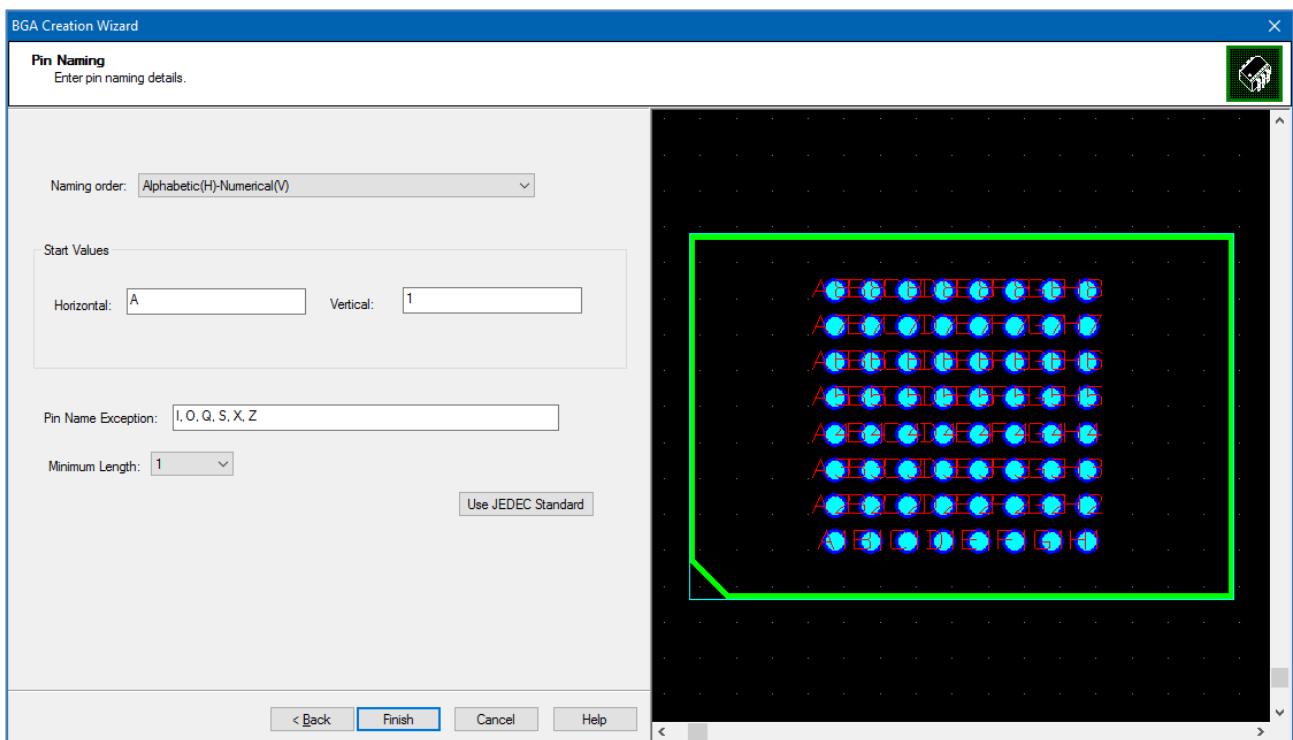 BGA Creation Wizard
Pin Naming
Enter pin naming details.
Naming order: Alphabetic(H)-Numerical(V)
Start Values
Horizontal: A Vertical: 1
Pin Name Exception: I, O, Q, S, X, Z
Minimum Length: 1
Use JEDEC Standard
< Back Finish Cancel Help